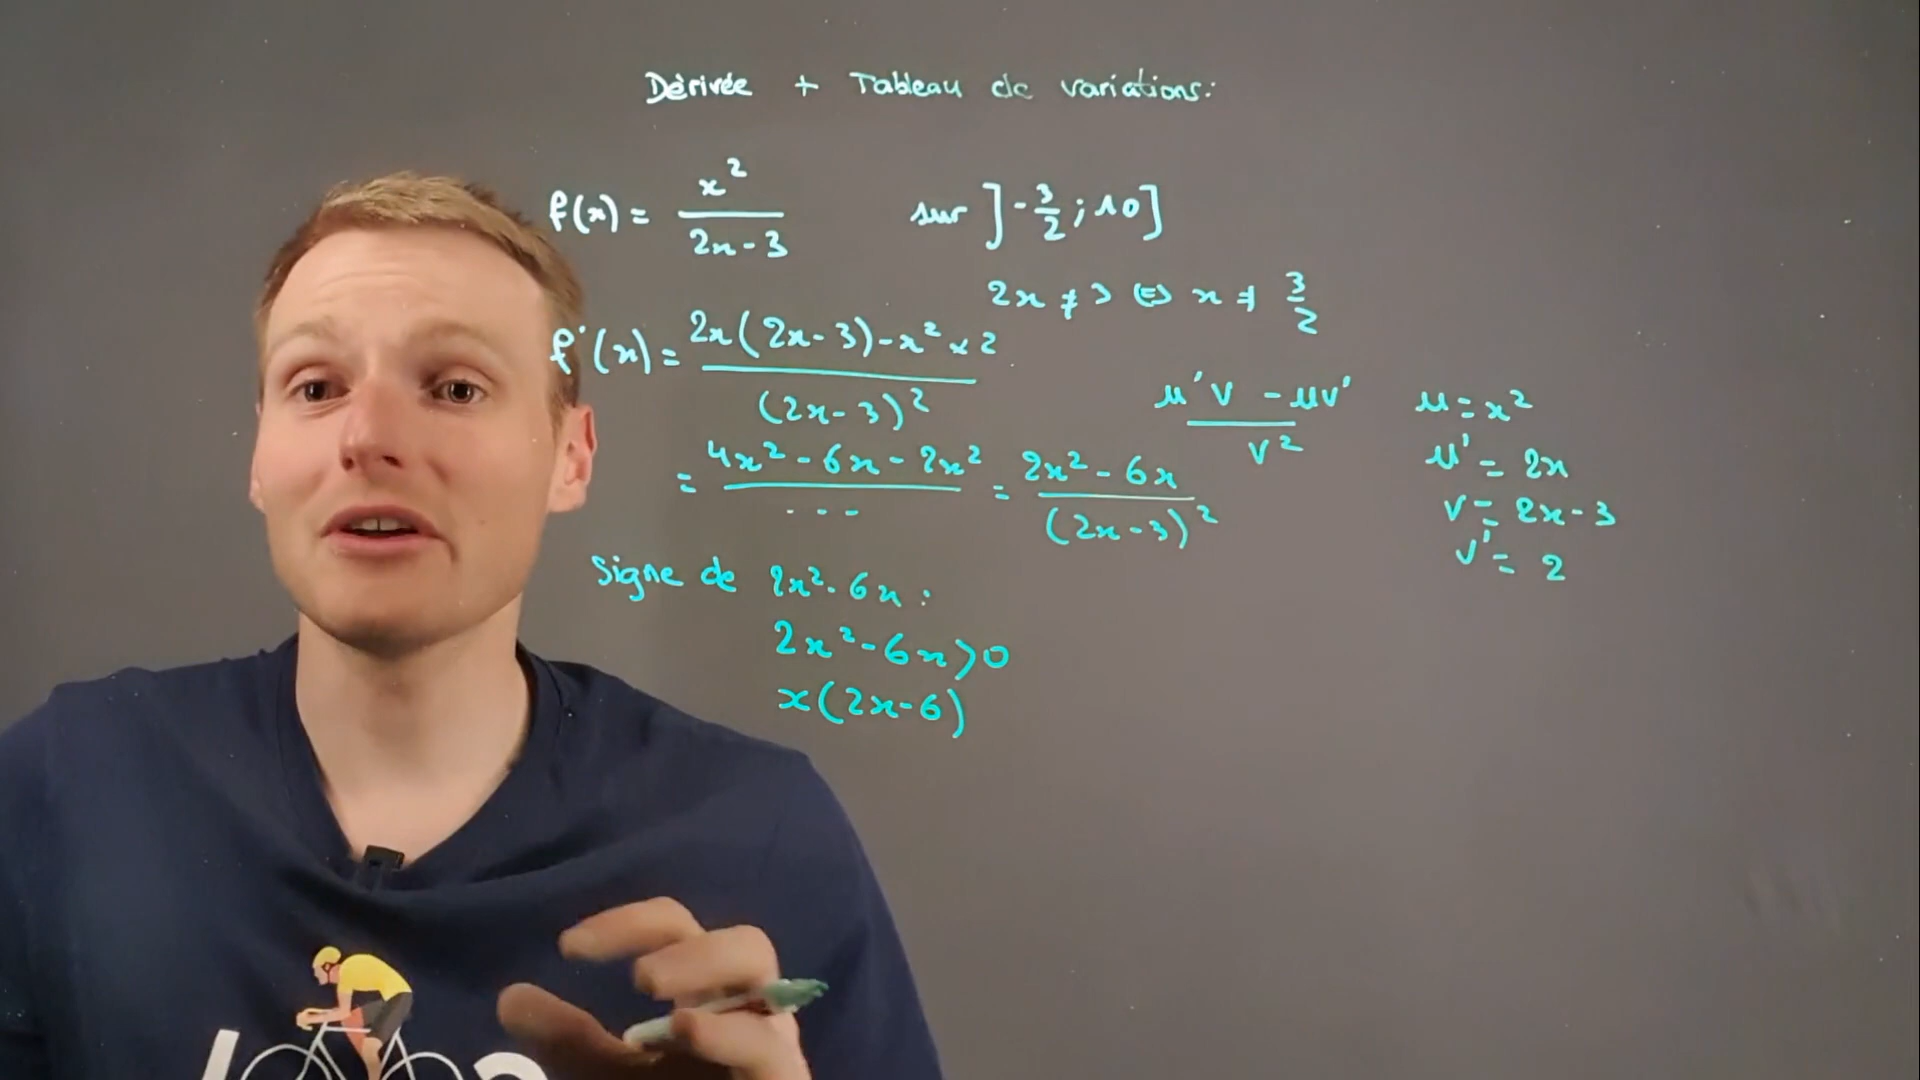 Dérivée + Tableau de variations:
f(x) = x² / 2x - 3 sur ]-3/2 ; 10]
2x ≠ 3 ⇔ x ≠ 3/2
f'(x) = 2x(2x - 3) - x² × 2 / (2x - 3)²
u'v - uv' / v²
u = x²
u' = 2x
v = 2x - 3
v' = 2
= 4x² - 6x - 2x² / ... = 2x² - 6x / (2x - 3)²
Signe de 2x² - 6x :
2x² - 6x > 0
x(2x - 6)